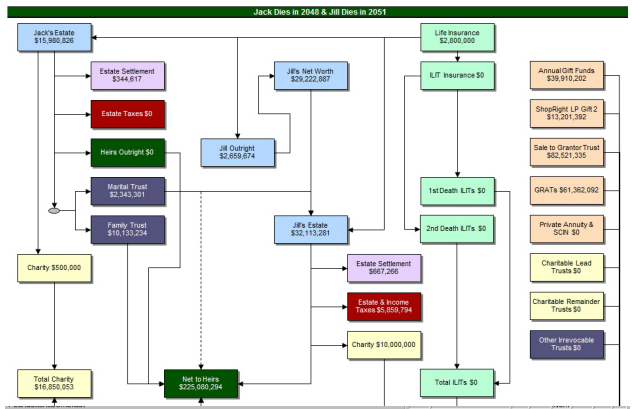 Jack Dies in 2048 & Jill Dies in 2051
Jack's Estate
$15,980,826
Life Insurance
$2,800,000
Estate Settlement
$344,617
Jill's Net Worth
$29,222,887
ILIT Insurance $0
Annual Gift Funds
$39,910,202
Estate Taxes $0
ShopRight LP Gift 2
$13,201,392
Heirs Outright $0
Jill Outright
$2,659,674
Sale to Grantor Trust
$82,521,335
Marital Trust
$2,343,301
1st Death ILITs $0
GRATs $61,362,092
Family Trust
$10,133,234
Jill's Estate
$32,113,281
2nd Death ILITs $0
Private Annuity &
SCIN $0
Charity $500,000
Estate Settlement
$667,266
Charitable Lead
Trusts $0
Estate & Income
Taxes $5,859,794
Charitable Remainder
Trusts $0
Charity $10,000,000
Other Irrevocable
Trusts $0
Total Charity
$16,850,053
Net to Heirs
$225,080,294
Total ILITs $0